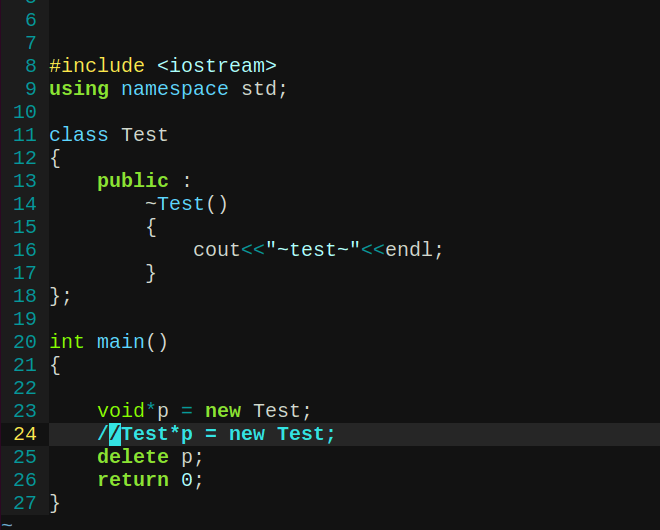 6
7
8 #include <iostream>
9 using namespace std;
10
11 class Test
12 {
13     public :
14         ~Test()
15         {
16             cout<<"~test~"<<endl;
17         }
18 };
19
20 int main()
21 {
22
23     void*p = new Test;
24     //Test*p = new Test;
25     delete p;
26     return 0;
27 }
~